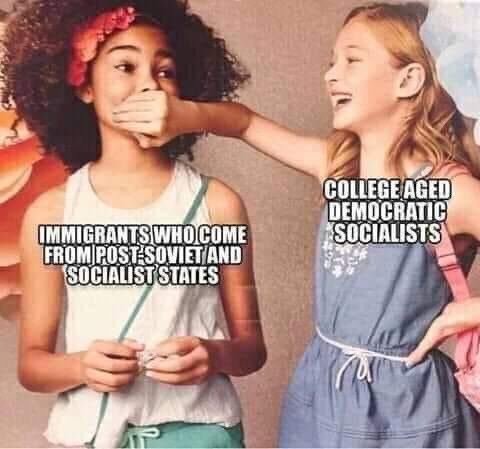 COLLEGE AGED
DEMOCRATIC
SOCIALISTS
IMMIGRANTS WHO COME
FROM POST-SOVIET AND
SOCIALIST STATES